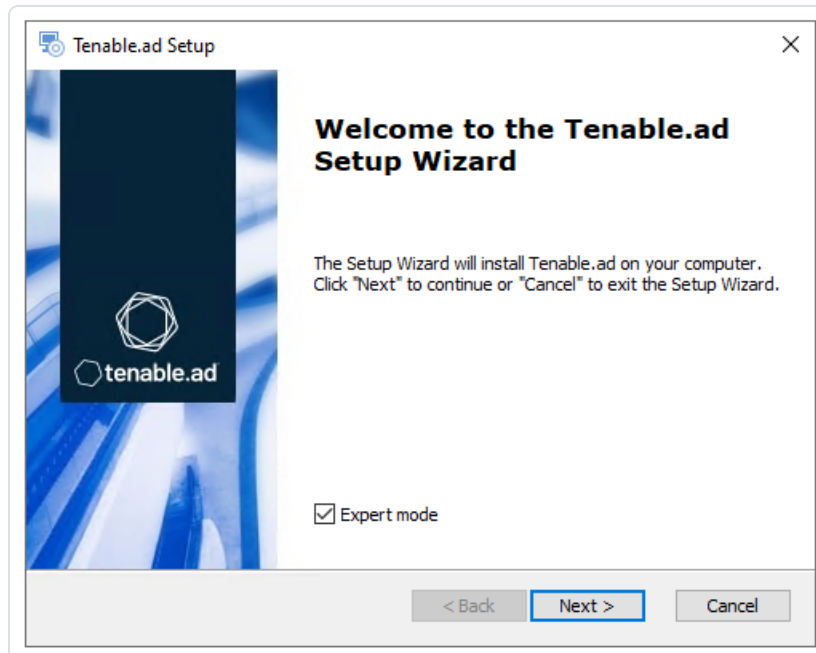 Tenable.ad Setup
Welcome to the Tenable.ad
Setup Wizard
The Setup Wizard will install Tenable.ad on your computer.
Click "Next" to continue or "Cancel" to exit the Setup Wizard.
tenable.ad
Expert mode
< Back
Next >
Cancel